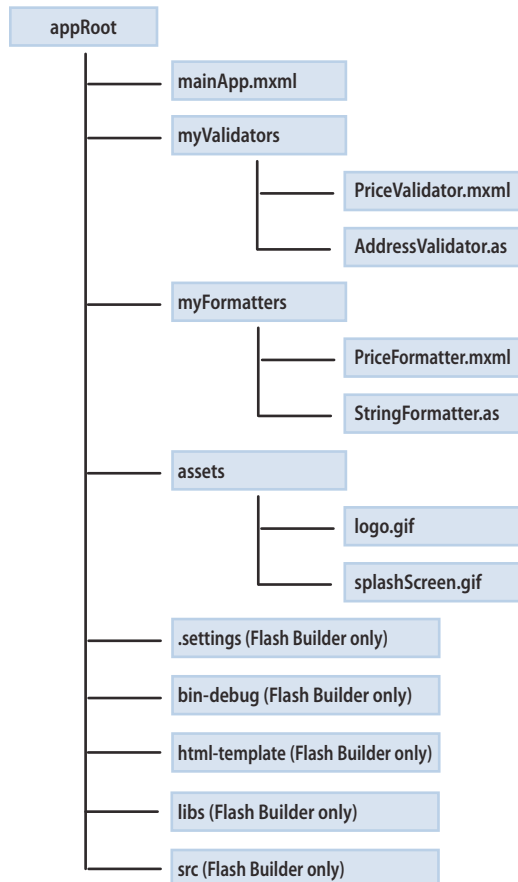 appRoot
mainApp.mxml
myValidators
PriceValidator.mxml
AddressValidator.as
myFormatters
PriceFormatter.mxml
StringFormatter.as
assets
logo.gif
splashScreen.gif
.settings (Flash Builder only)
bin-debug (Flash Builder only)
html-template (Flash Builder only)
libs (Flash Builder only)
src (Flash Builder only)